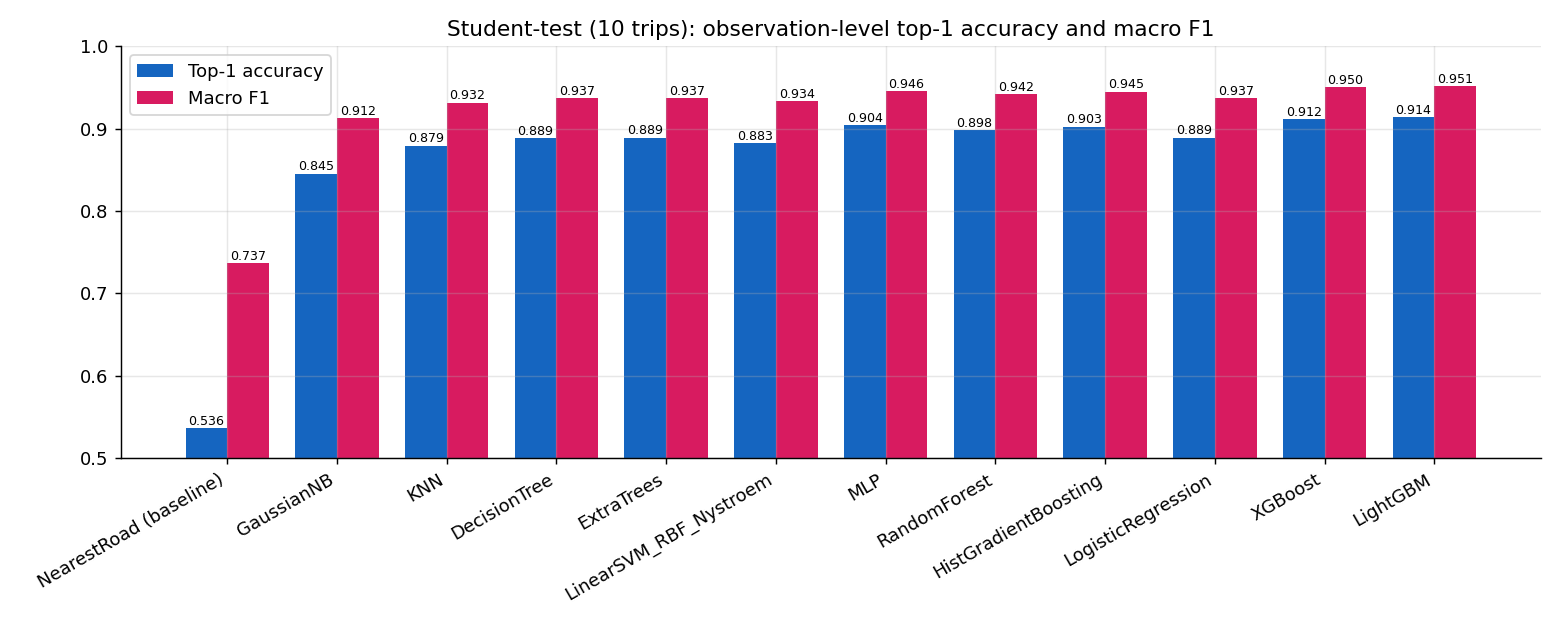 Student-test (10 trips): observation-level top-1 accuracy and macro F1
Top-1 accuracy
Macro F1
1.0
0.9
0.8
0.7
0.6
0.5
0.536
0.737
0.845
0.912
0.879
0.932
0.889
0.937
0.889
0.937
0.883
0.934
0.904
0.946
0.898
0.942
0.903
0.945
0.889
0.937
0.912
0.950
0.914
0.951
NearestRoad (baseline)
GaussianNB
KNN
DecisionTree
ExtraTrees
LinearSVM_RBF_Nystroem
MLP
RandomForest
HistGradientBoosting
LogisticRegression
XGBoost
LightGBM